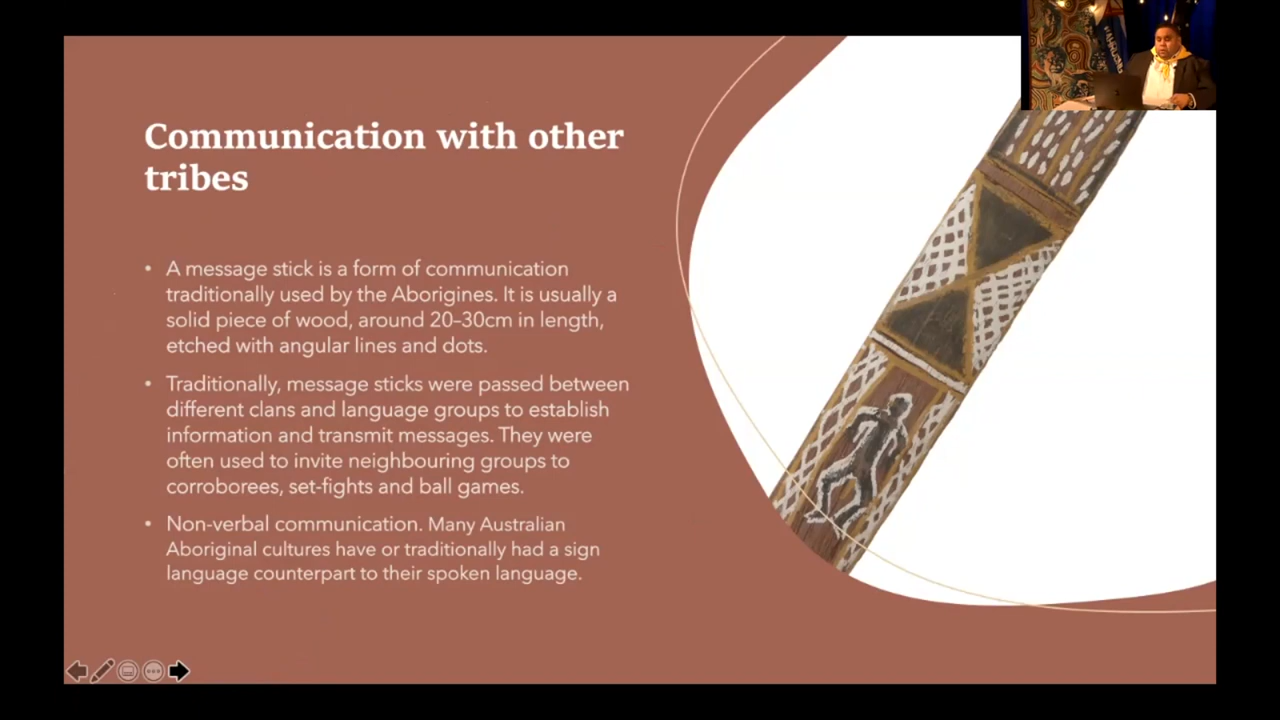 Communication with other
tribes
• A message stick is a form of communication
traditionally used by the Aborigines. It is usually a
solid piece of wood, around 20–30cm in length,
etched with angular lines and dots.
• Traditionally, message sticks were passed between
different clans and language groups to establish
information and transmit messages. They were
often used to invite neighbouring groups to
corroborees, set-fights and ball games.
• Non-verbal communication. Many Australian
Aboriginal cultures have or traditionally had a sign
language counterpart to their spoken language.